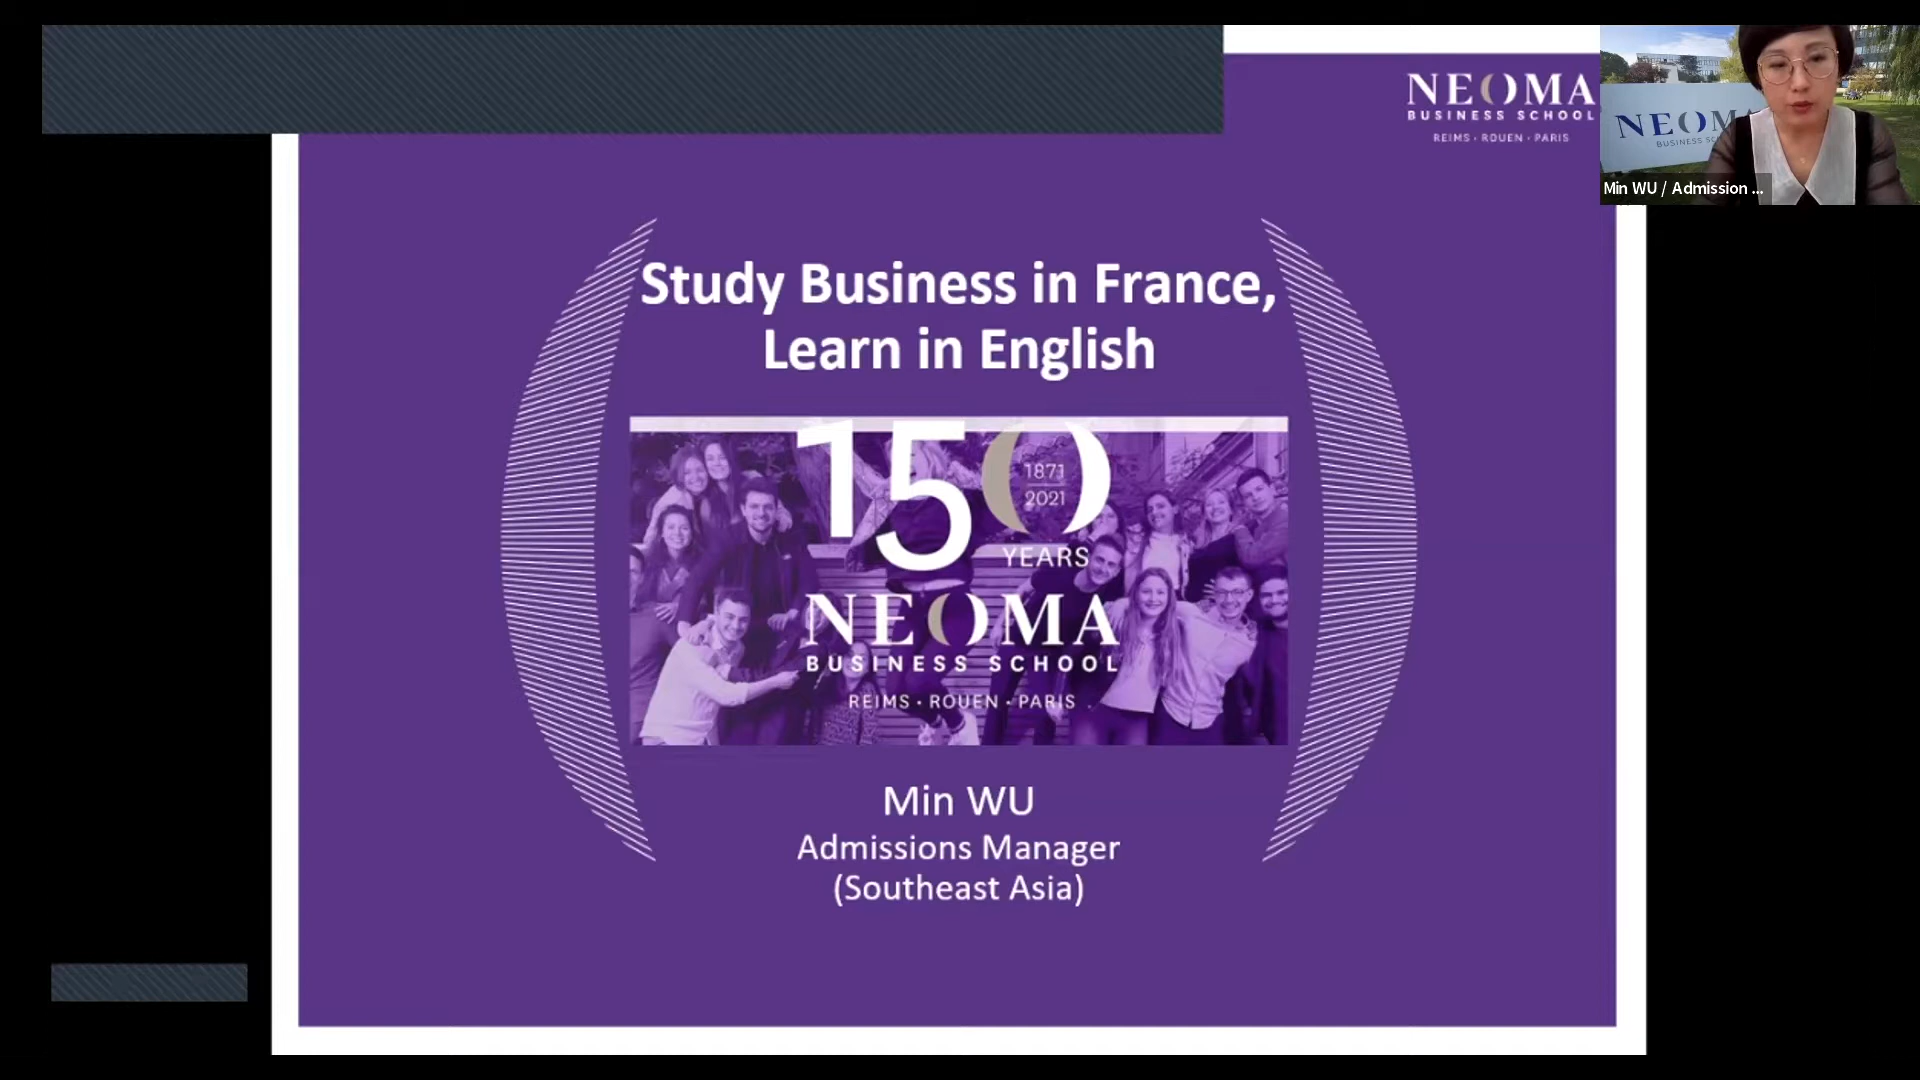 NEOMA
BUSINESS SCHOOL
REIMS · ROUEN · PARIS
NEOM
BUSINESS SC
Min WU / Admission ...
Study Business in France,
Learn in English
150
1871
2021
YEARS
NEOMA
BUSINESS SCHOOL
REIMS · ROUEN · PARIS
Min WU
Admissions Manager
(Southeast Asia)